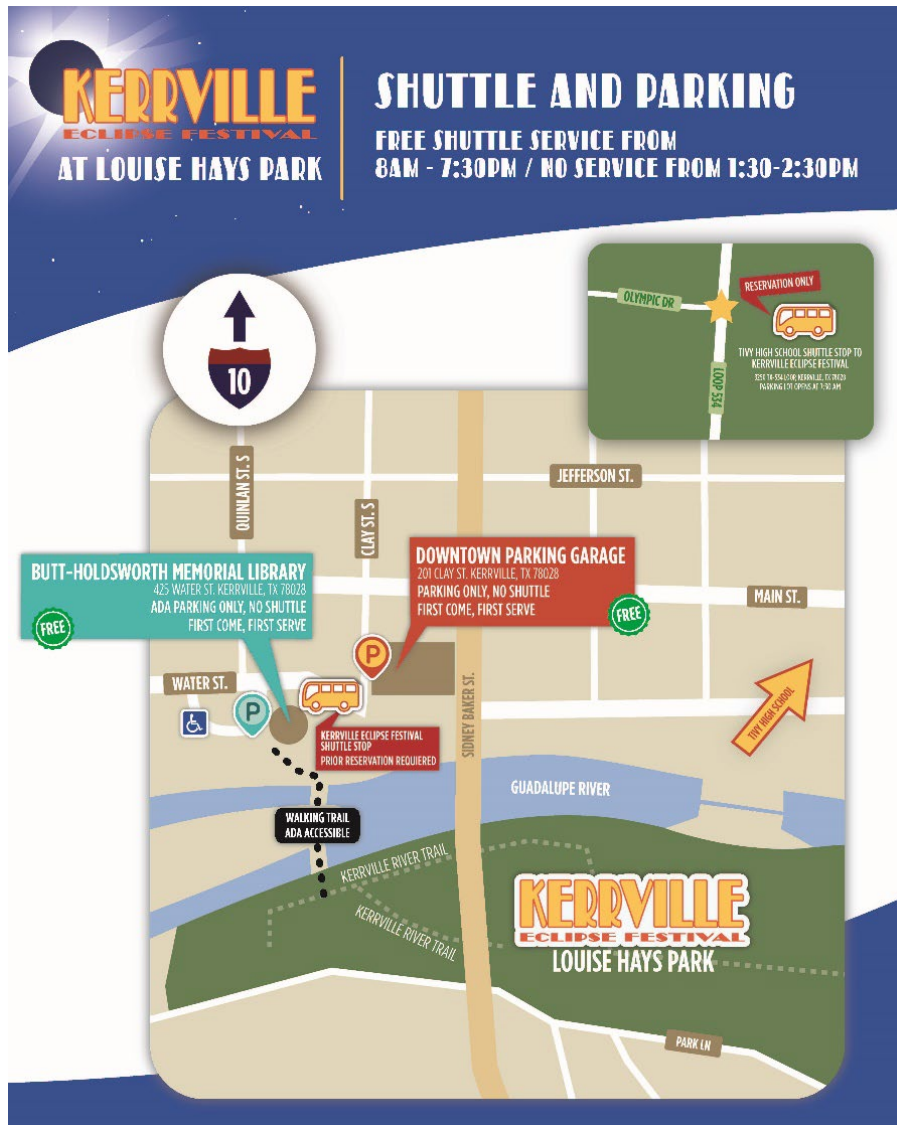 KERRVILLE
ECLIPSE FESTIVAL
AT LOUISE HAYS PARK
SHUTTLE AND PARKING
FREE SHUTTLE SERVICE FROM
8AM - 7:30PM / NO SERVICE FROM 1:30-2:30PM
10
OLYMPIC DR
LOOP 534
RESERVATION ONLY
TIVY HIGH SCHOOL SHUTTLE STOP TO
KERRVILLE ECLIPSE FESTIVAL
LOOP, KERRVILLE, TX 78028
PARKING LOT OPENS AT 7:30 AM
QUINLAN ST. S
CLAY ST. S
JEFFERSON ST.
BUTT-HOLDSWORTH MEMORIAL LIBRARY
425 WATER ST. KERRVILLE, TX 78028
ADA PARKING ONLY, NO SHUTTLE
FIRST COME, FIRST SERVE
FREE
DOWNTOWN PARKING GARAGE
201 CLAY ST. KERRVILLE, TX 78028
PARKING ONLY, NO SHUTTLE
FIRST COME, FIRST SERVE
FREE
MAIN ST.
WATER ST.
P
P
KERRVILLE ECLIPSE FESTIVAL
SHUTTLE STOP
PRIOR RESERVATION REQUIERED
SIDNEY BAKER ST.
TIVY HIGH SCHOOL
GUADALUPE RIVER
WALKING TRAIL
ADA ACCESSIBLE
KERRVILLE RIVER TRAIL
KERRVILLE RIVER TRAIL
KERRVILLE
ECLIPSE FESTIVAL
LOUISE HAYS PARK
PARK LN